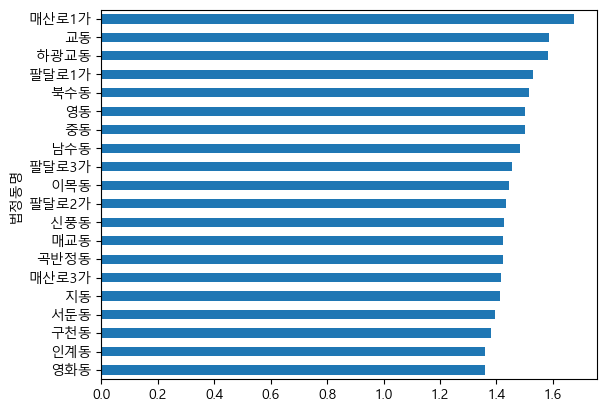 매산로1가
교동
하광교동
팔달로1가
북수동
영동
중동
남수동
팔달로3가
이목동
팔달로2가
신풍동
매교동
곡반정동
매산로3가
지동
서둔동
구천동
인계동
영화동
법정동명
0.0 0.2 0.4 0.6 0.8 1.0 1.2 1.4 1.6